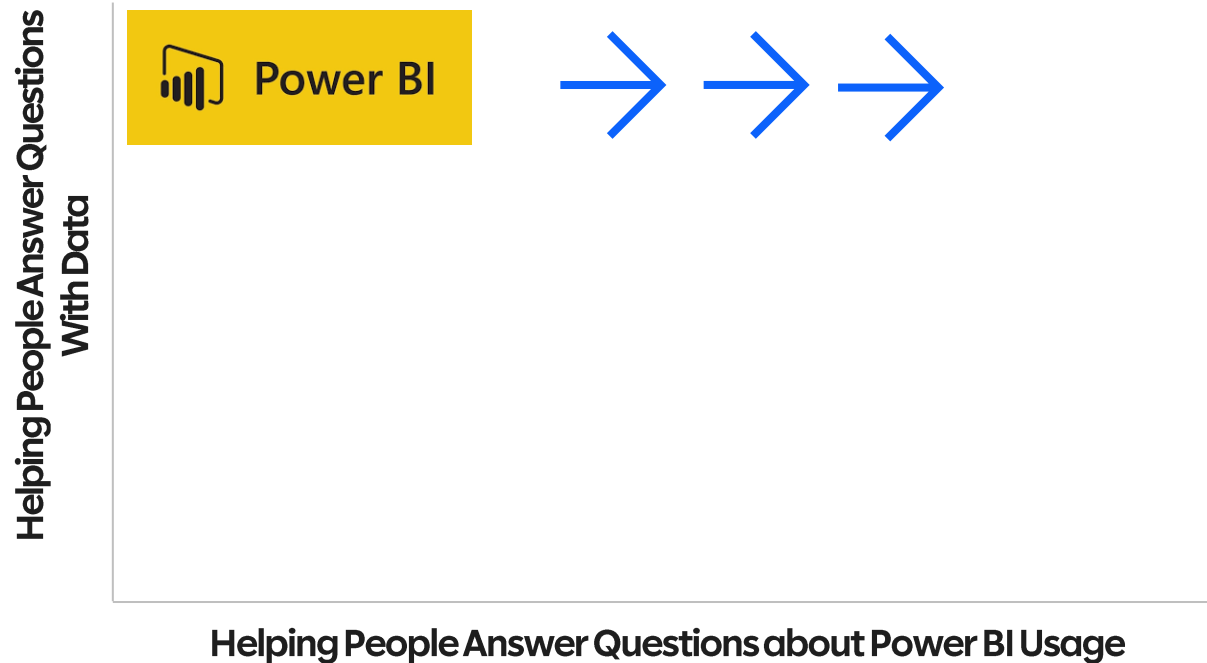 Helping People Answer Questions
With Data
Power BI
Helping People Answer Questions about Power BI Usage